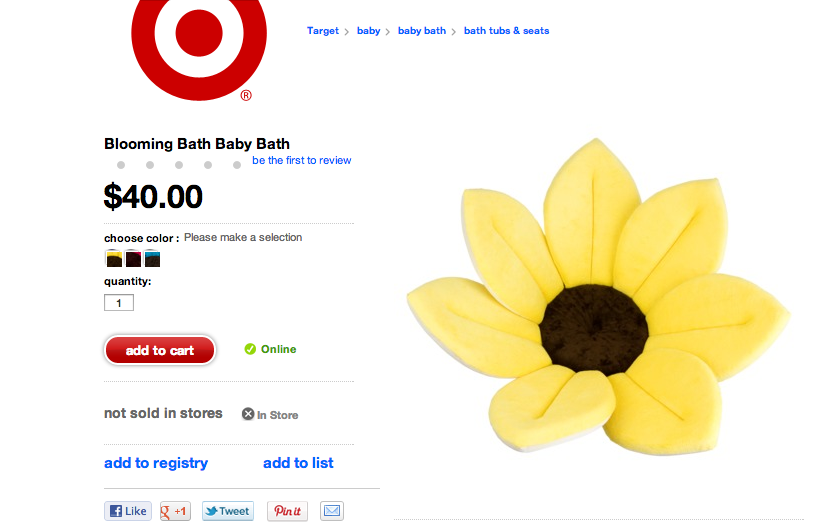 ®
Target > baby > baby bath > bath tubs & seats
Blooming Bath Baby Bath
be the first to review
$40.00
choose color : Please make a selection
quantity:
1
add to cart Online
not sold in stores In Store
add to registry add to list
Like g +1 Tweet Pin it